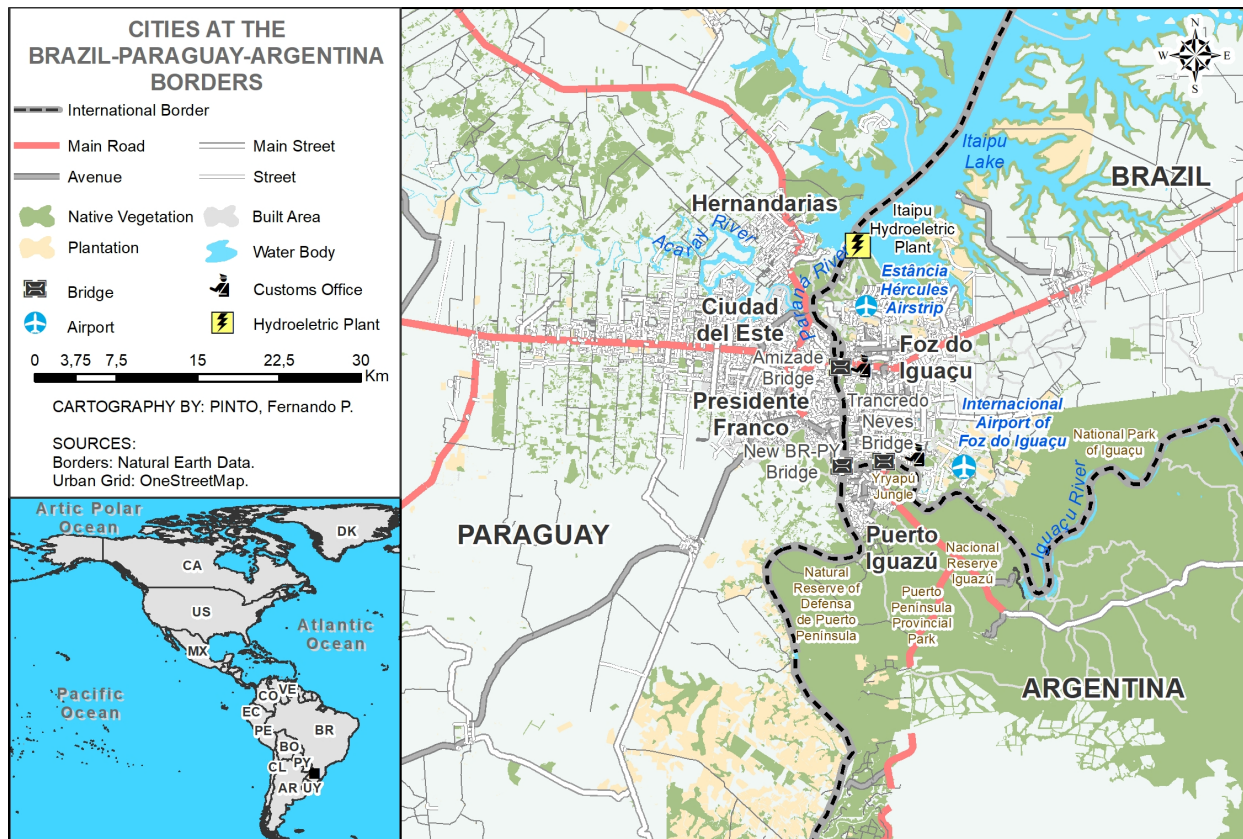 CITIES AT THE
BRAZIL-PARAGUAY-ARGENTINA
BORDERS
International Border
Main Road
Main Street
Avenue
Street
Native Vegetation
Built Area
Plantation
Water Body
Bridge
Customs Office
Airport
Hydroeletric Plant
0 3,75 7,5 15 22,5 30
Km
CARTOGRAPHY BY: PINTO, Fernando P.
SOURCES:
Borders: Natural Earth Data.
Urban Grid: OneStreetMap.
Artic Polar
Ocean
DK
CA
US
Atlantic
Ocean
MX
Pacific
Ocean
VE
CO
EC
PE
BR
BO
PY
CL
AR
UY
N
W
E
S
Itaipu
Lake
BRAZIL
Hernandarias
Acaray River
Itaipu
Hydroeletric
Plant
Paraná River
Estância
Hércules
Airstrip
Ciudad
del Este
Foz do
Iguaçu
Amizade
Bridge
Presidente
Franco
Trancredo
Neves
Bridge
Internacional
Airport of
Foz do Iguaçu
New BR-PY
Bridge
National Park
of Iguaçu
Yryapú
Jungle
Iguaçu River
PARAGUAY
Puerto
Iguazú
Nacional
Reserve
Iguazú
Natural
Reserve of
Defensa
de Puerto
Península
Puerto
Península
Provincial
Park
ARGENTINA